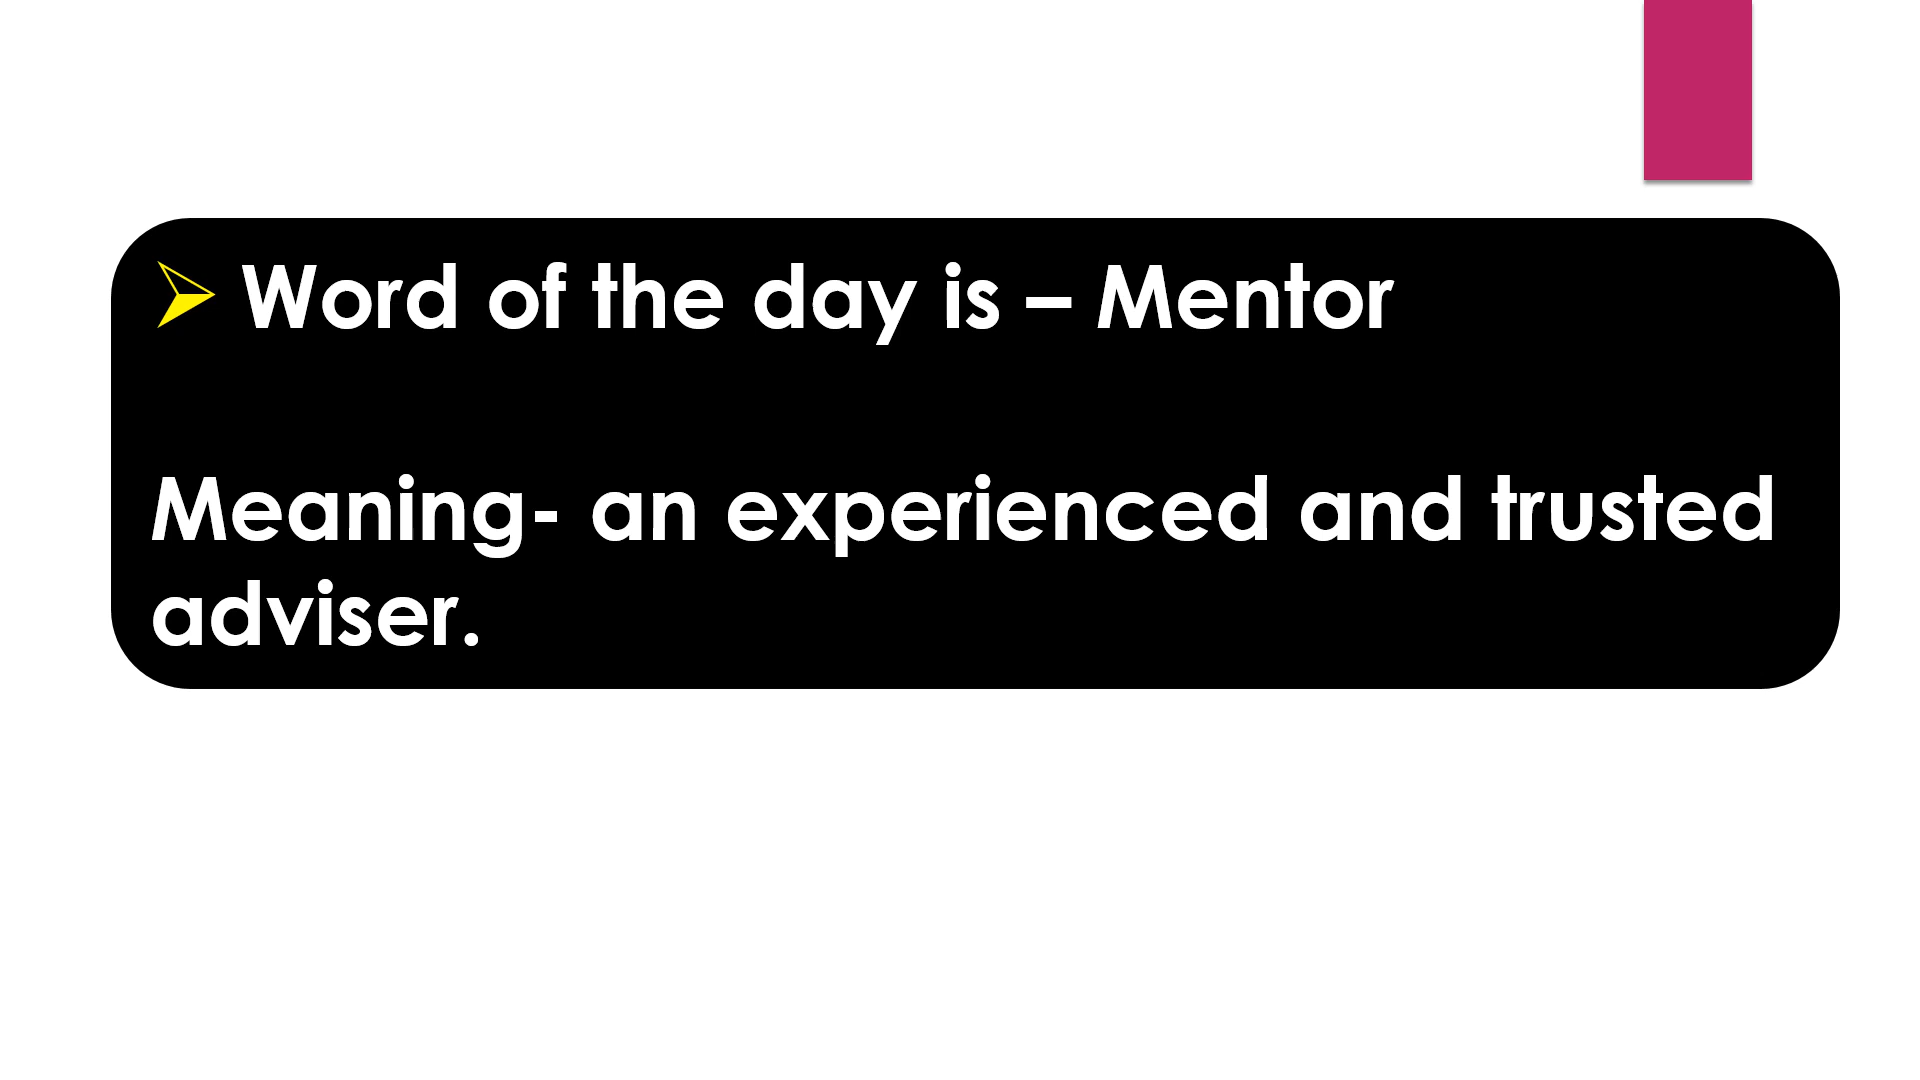 Word of the day is – Mentor
Meaning- an experienced and trusted
adviser.